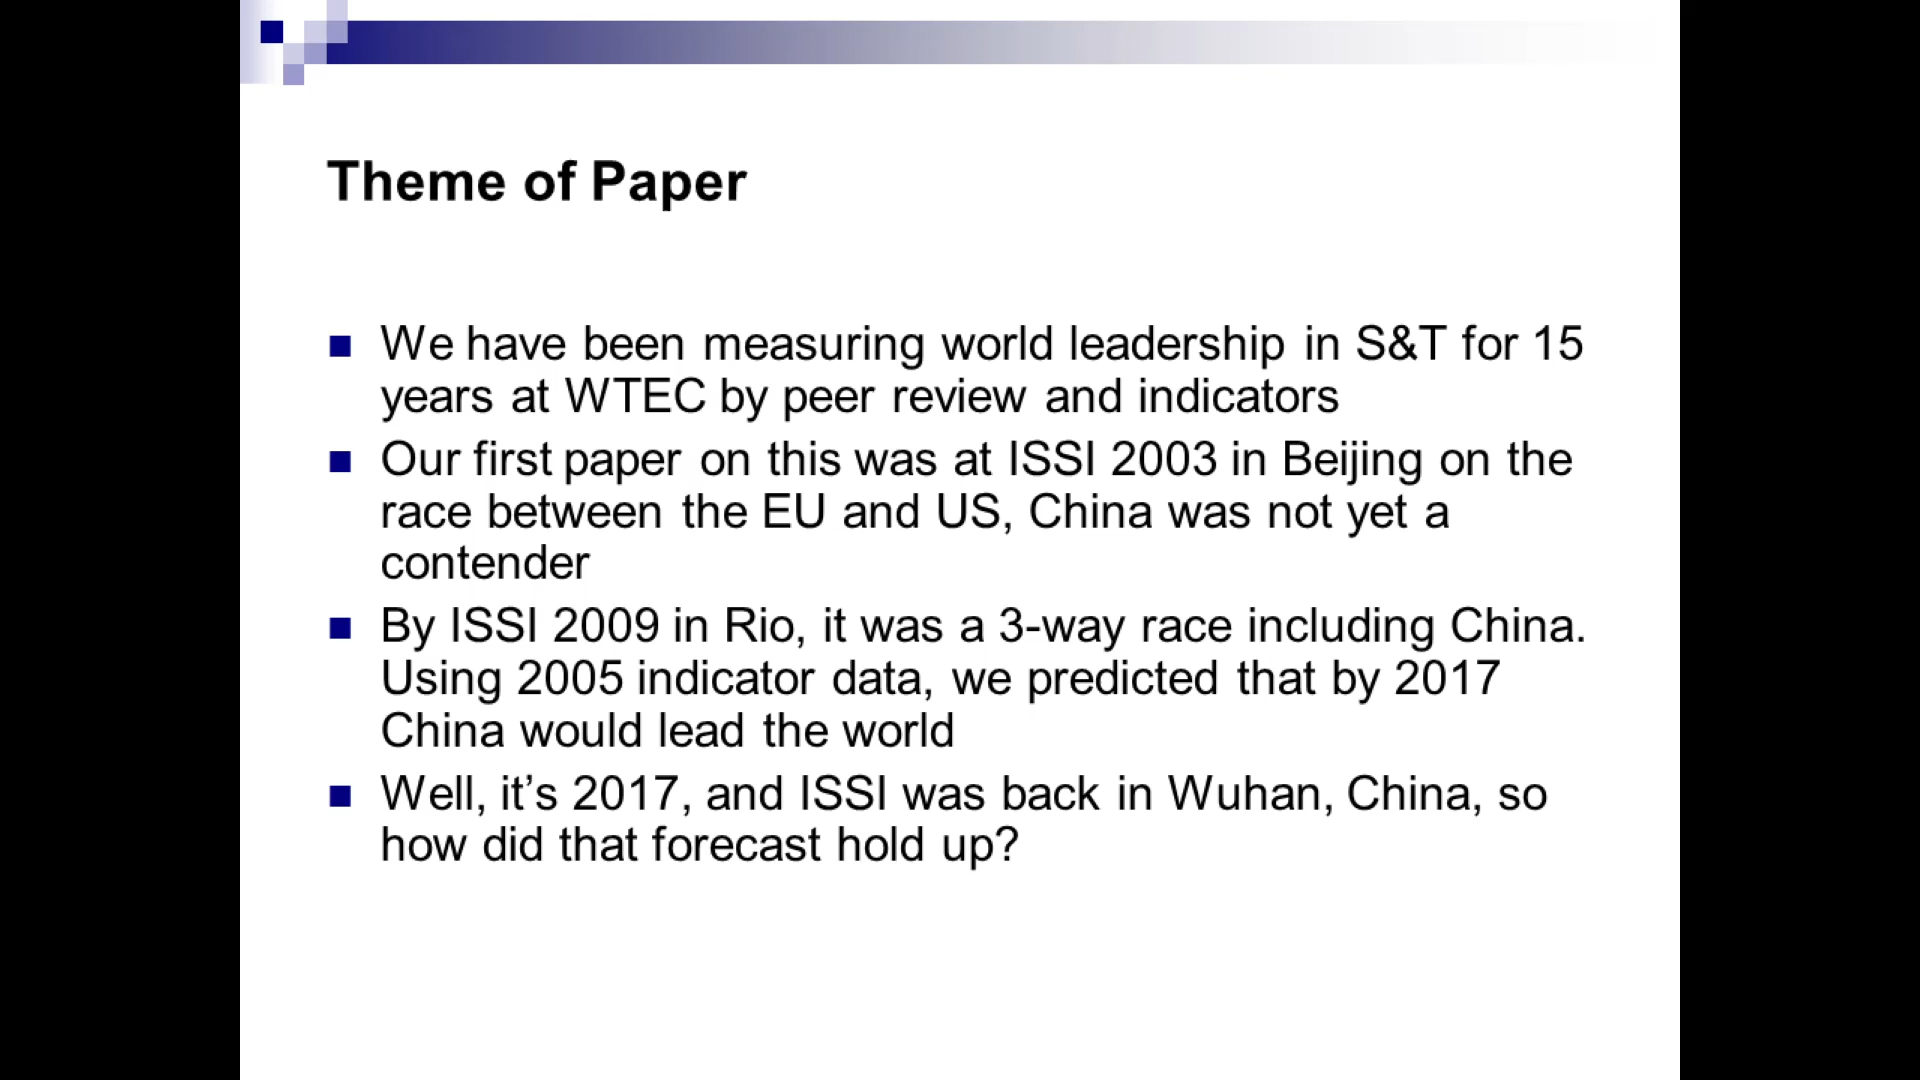 Theme of Paper
We have been measuring world leadership in S&T for 15
years at WTEC by peer review and indicators
Our first paper on this was at ISSI 2003 in Beijing on the
race between the EU and US, China was not yet a
contender
By ISSI 2009 in Rio, it was a 3-way race including China.
Using 2005 indicator data, we predicted that by 2017
China would lead the world
Well, it’s 2017, and ISSI was back in Wuhan, China, so
how did that forecast hold up?